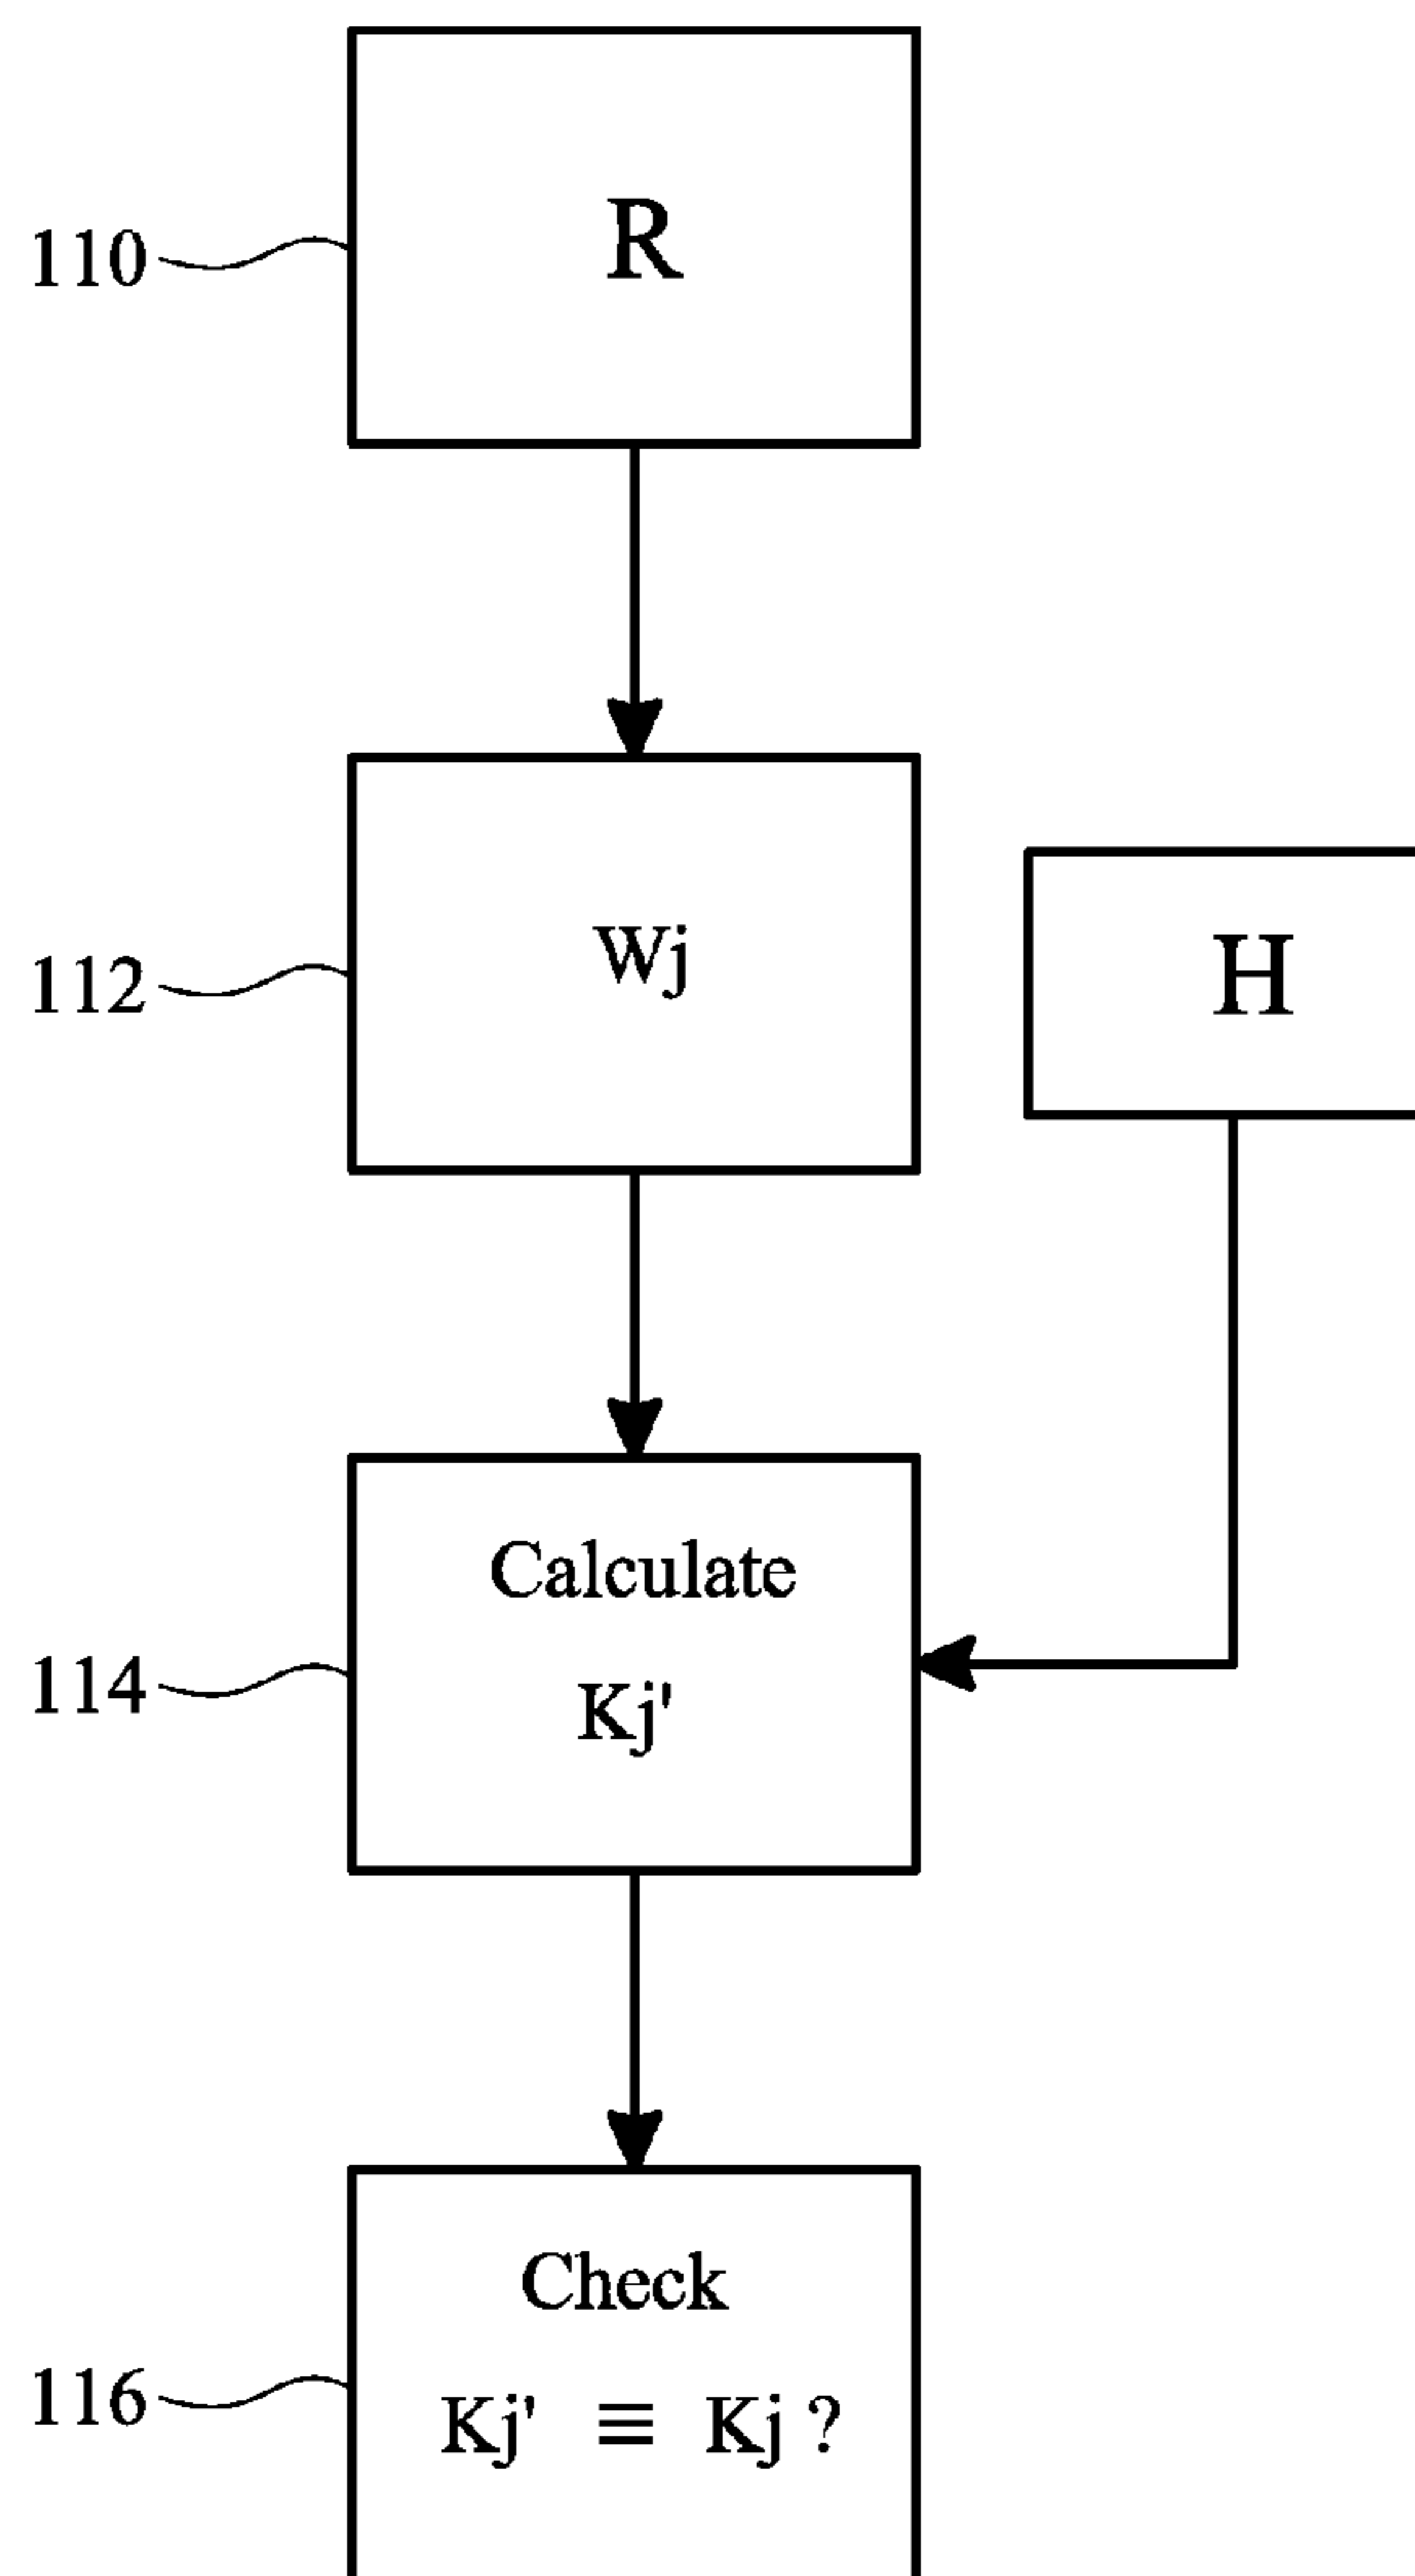 R
110
Wj
112
H
Calculate
Kj'
114
Check
Kj' ≡ Kj ?
116